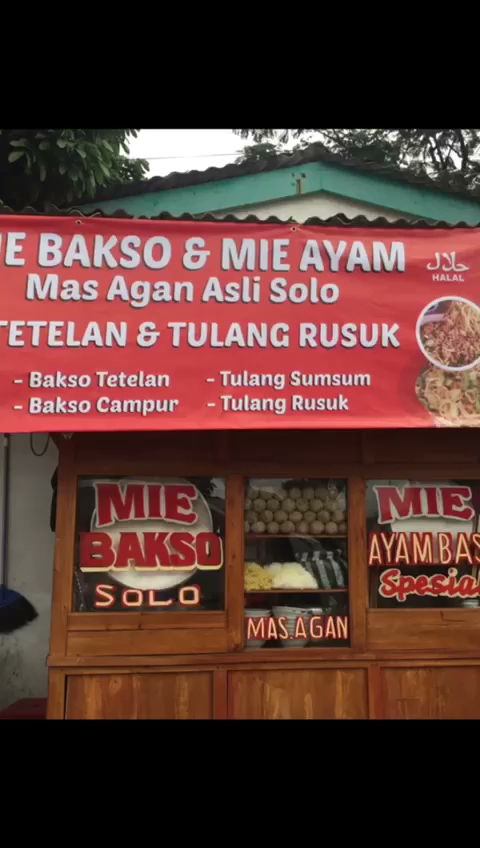 IE BAKSO & MIE AYAM
Mas Agan Asli Solo
حلال
HALAL
TETELAN & TULANG RUSUK
- Bakso Tetelan
- Bakso Campur
- Tulang Sumsum
- Tulang Rusuk
MIE
BAKSO
SOLO
MAS.AGAN
MIE
AYAM BAS
Spesia